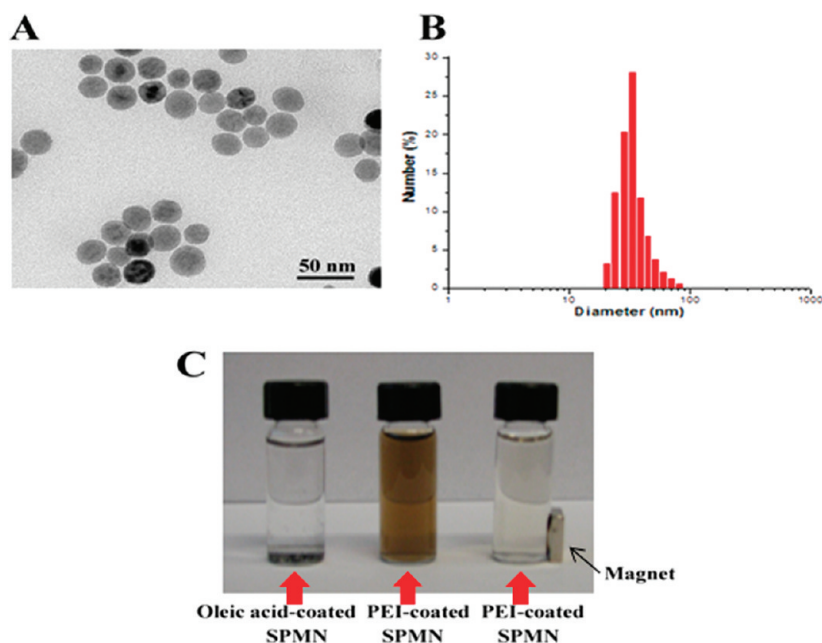 A
50 nm
B
30
25
20
15
10
5
0
Number (%)
1
10
100
1000
Diameter (nm)
C
Magnet
Oleic acid-coated
SPMN
PEI-coated
SPMN
PEI-coated
SPMN